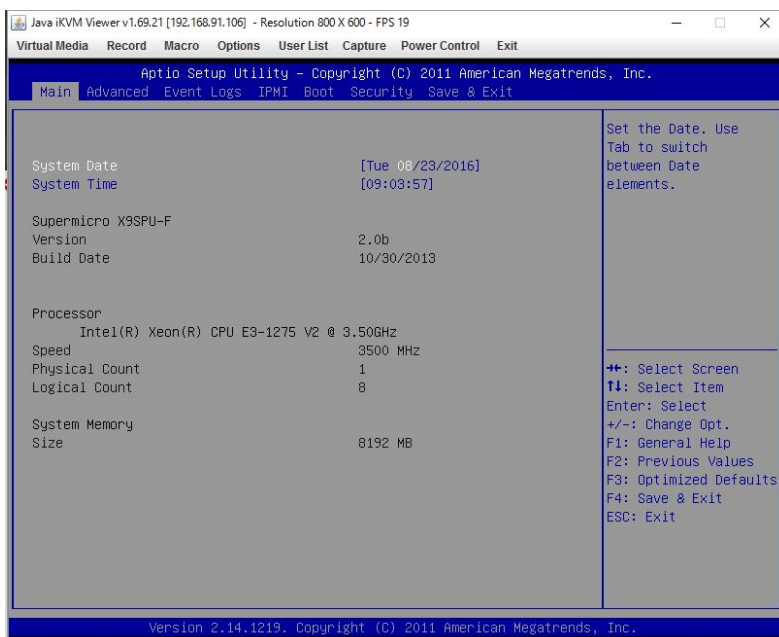 Java iKVM Viewer v1.69.21 [192.168.91.106] - Resolution 800 X 600 - FPS 19
Virtual Media Record Macro Options User List Capture Power Control Exit
Aptio Setup Utility – Copyright (C) 2011 American Megatrends, Inc.
Main Advanced Event Logs IPMI Boot Security Save & Exit
System Date [Tue 08/23/2016]
System Time [09:03:57]
Supermicro X9SPU-F
Version 2.0b
Build Date 10/30/2013
Processor
Intel(R) Xeon(R) CPU E3-1275 V2 @ 3.50GHz
Speed 3500 MHz
Physical Count 1
Logical Count 8
System Memory
Size 8192 MB
Set the Date. Use
Tab to switch
between Date
elements.
→←: Select Screen
↑↓: Select Item
Enter: Select
+/-: Change Opt.
F1: General Help
F2: Previous Values
F3: Optimized Defaults
F4: Save & Exit
ESC: Exit
Version 2.14.1219. Copyright (C) 2011 American Megatrends, Inc.